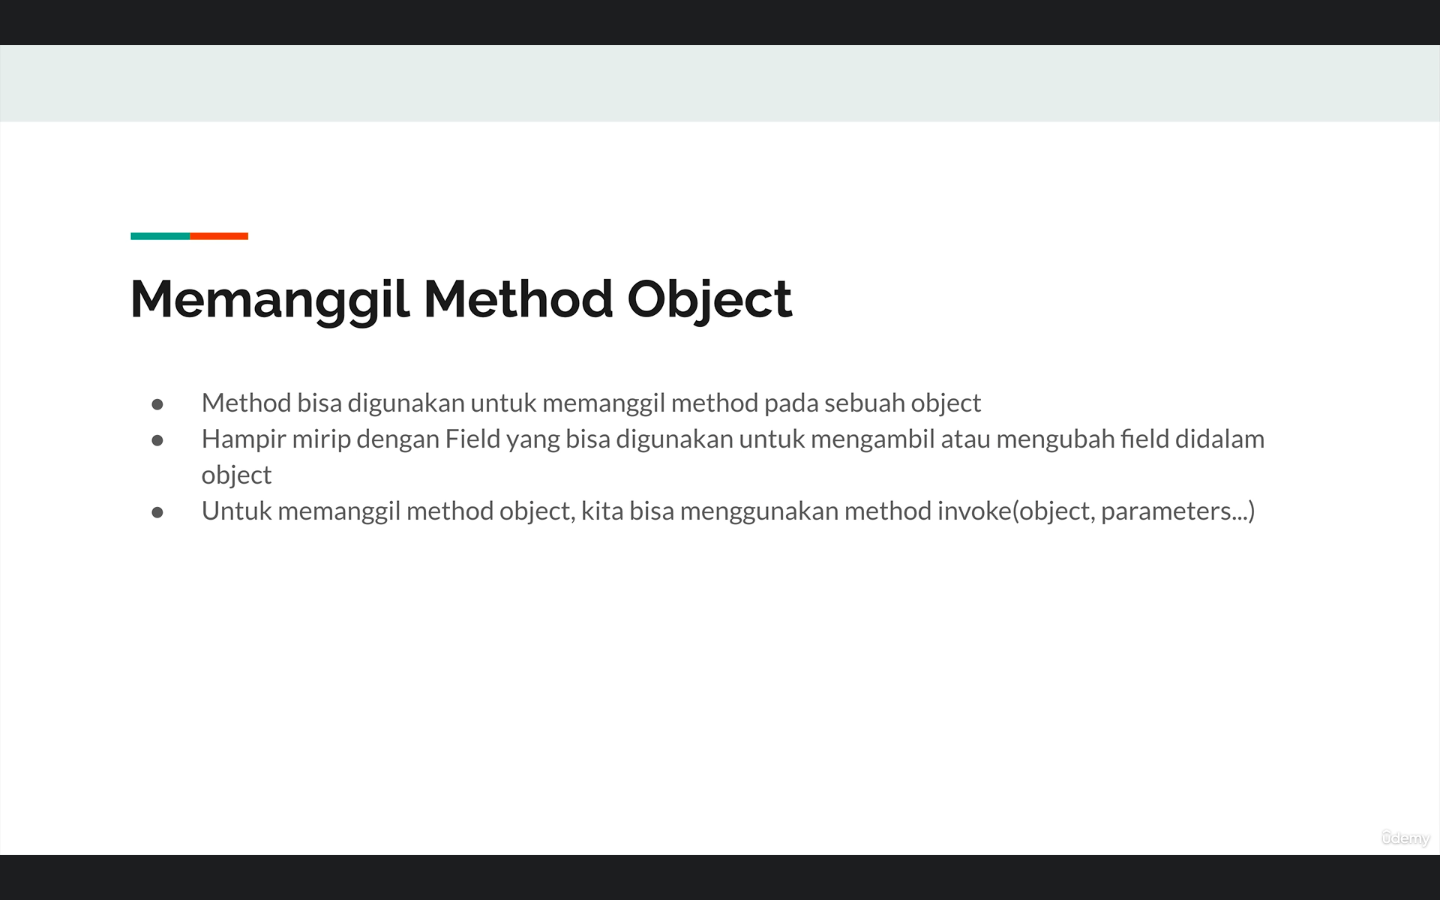 Memanggil Method Object
● Method bisa digunakan untuk memanggil method pada sebuah object
● Hampir mirip dengan Field yang bisa digunakan untuk mengambil atau mengubah field didalam
object
● Untuk memanggil method object, kita bisa menggunakan method invoke(object, parameters...)
ûdemy